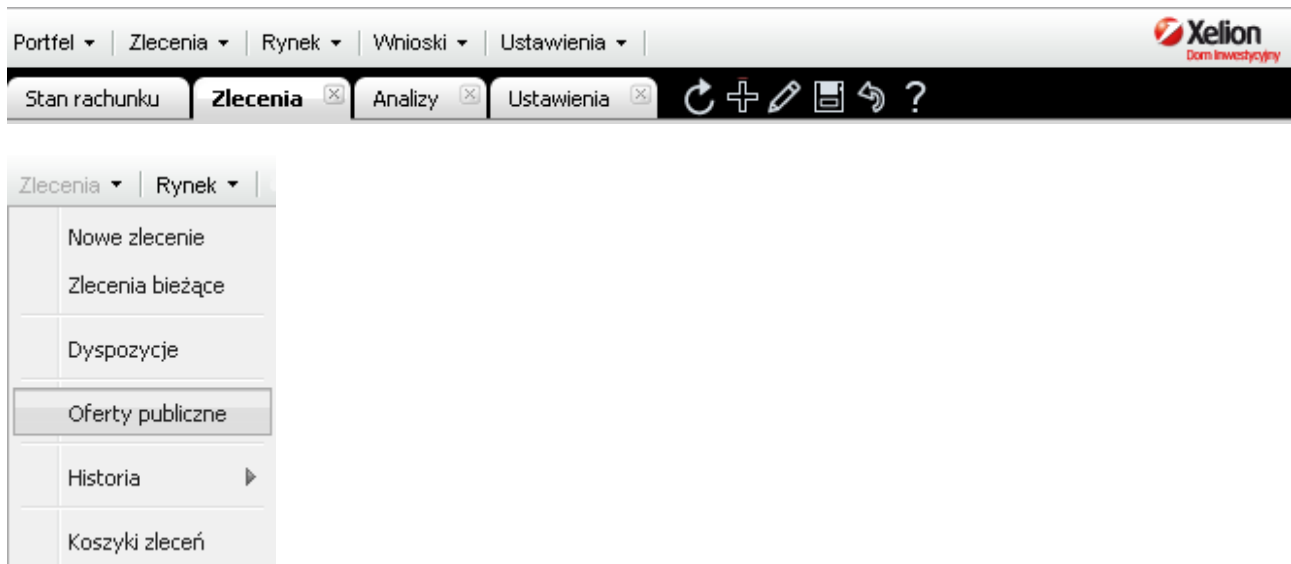 Portfel Zlecenia Rynek Wnioski Ustawienia
Xelion
Dom Inwestycyjny
Stan rachunku Zlecenia Analizy Ustawienia ?
Zlecenia Rynek
Nowe zlecenie
Zlecenia bieżące
Dyspozycje
Oferty publiczne
Historia
Koszyki zleceń